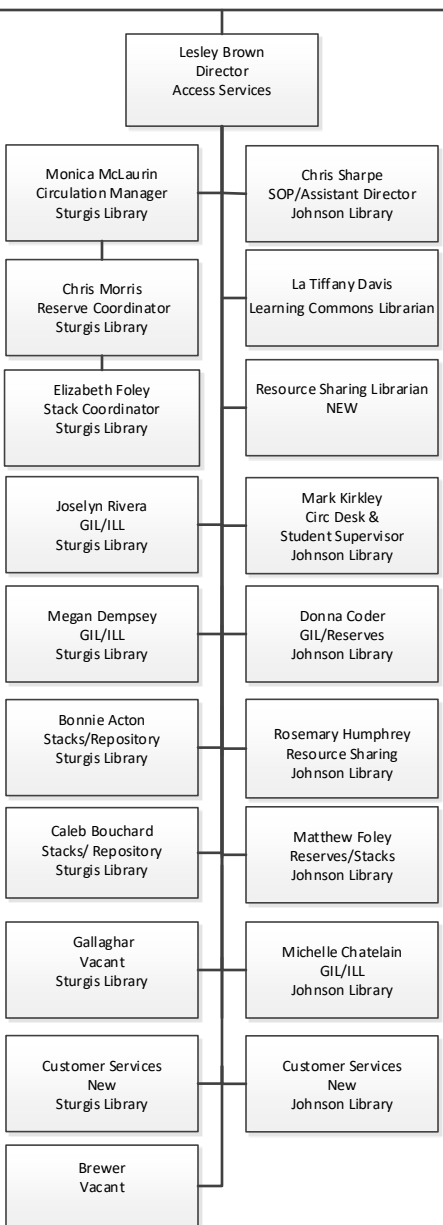 Lesley Brown
Director
Access Services
Monica McLaurin
Circulation Manager
Sturgis Library
Chris Sharpe
SOP/Assistant Director
Johnson Library
Chris Morris
Reserve Coordinator
Sturgis Library
La Tiffany Davis
Learning Commons Librarian
Elizabeth Foley
Stack Coordinator
Sturgis Library
Resource Sharing Librarian
NEW
Joselyn Rivera
GIL/ILL
Sturgis Library
Mark Kirkley
Circ Desk &
Student Supervisor
Johnson Library
Megan Dempsey
GIL/ILL
Sturgis Library
Donna Coder
GIL/Reserves
Johnson Library
Bonnie Acton
Stacks/Repository
Sturgis Library
Rosemary Humphrey
Resource Sharing
Johnson Library
Caleb Bouchard
Stacks/ Repository
Sturgis Library
Matthew Foley
Reserves/Stacks
Johnson Library
Gallaghar
Vacant
Sturgis Library
Michelle Chatelain
GIL/ILL
Johnson Library
Customer Services
New
Sturgis Library
Customer Services
New
Johnson Library
Brewer
Vacant